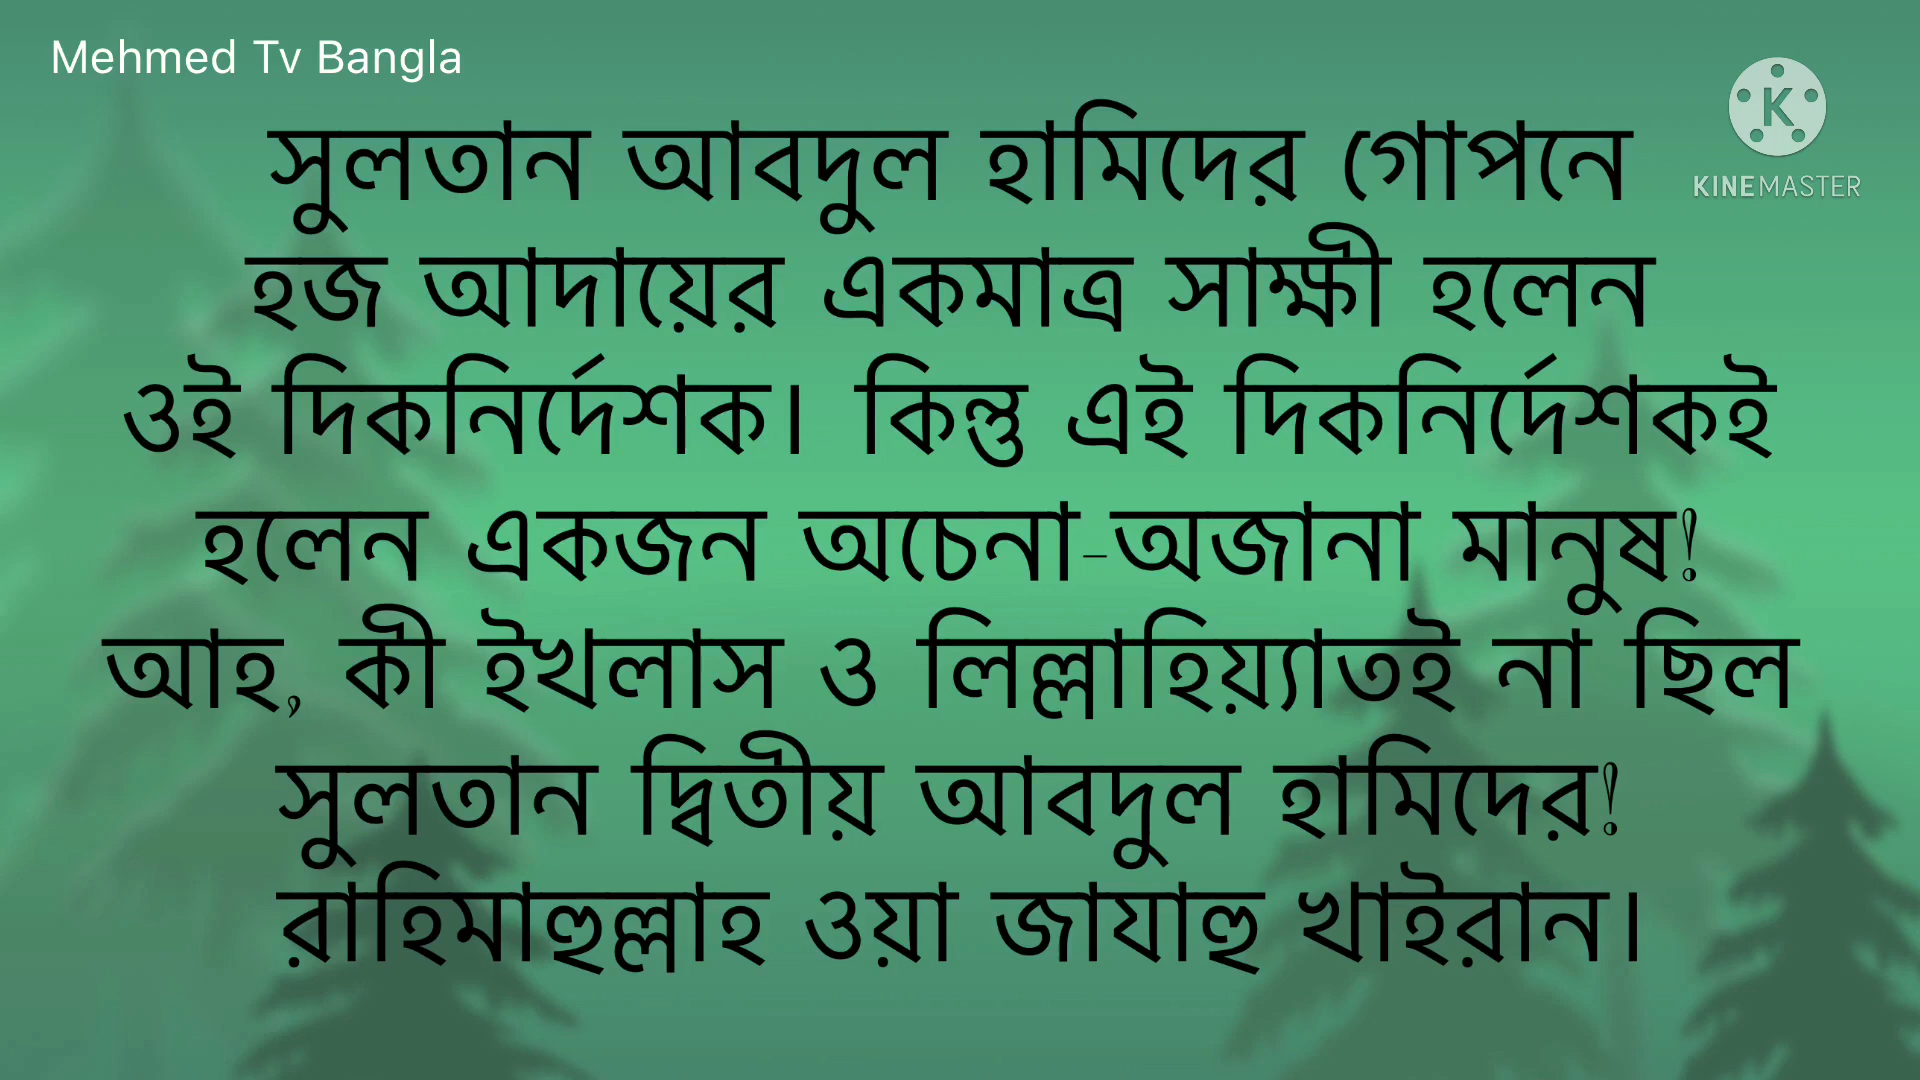 Mehmed Tv Bangla
KINEMASTER
সুলতান আবদুল হামিদের গোপনে
হজ আদায়ের একমাত্র সাক্ষী হলেন
ওই দিকনির্দেশক। কিন্তু এই দিকনির্দেশকই
হলেন একজন অচেনা-অজানা মানুষ!
আহ, কী ইখলাস ও লিল্লাহিয়্যাতই না ছিল
সুলতান দ্বিতীয় আবদুল হামিদের!
রাহিমাহুল্লাহ ওয়া জাযাহু খাইরান।